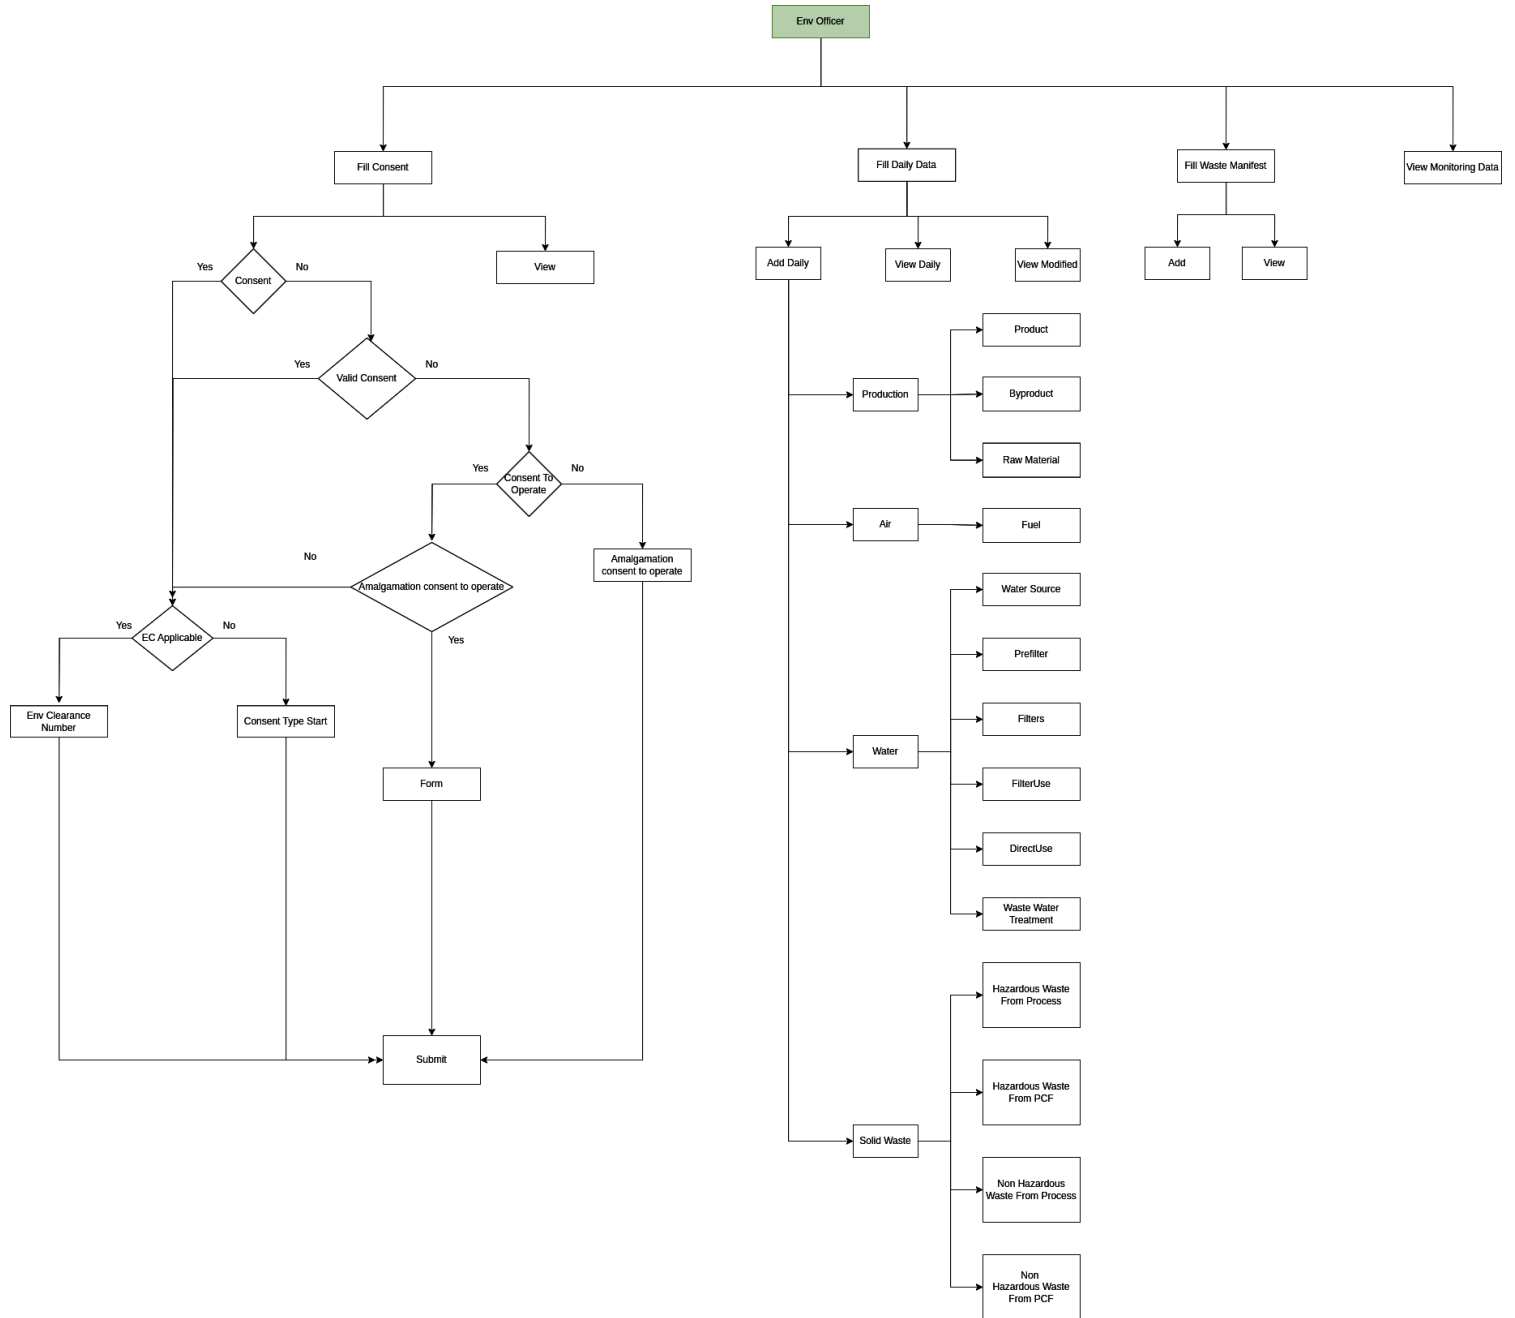 Env Officer
Fill Consent
Fill Daily Data
Fill Waste Manifest
View Monitoring Data
Yes
No
Consent
View
Add Daily
View Daily
View Modified
Add
View
Yes
No
Valid Consent
Product
Production
Byproduct
Raw Material
Yes
No
Consent To
Operate
Air
Fuel
No
Amalgamation consent to operate
Yes
Amalgamation
consent to operate
Yes
No
EC Applicable
Env Clearance
Number
Consent Type Start
Form
Submit
Water Source
Prefilter
Filters
Water
FilterUse
DirectUse
Waste Water
Treatment
Hazardous Waste
From Process
Hazardous Waste
From PCF
Solid Waste
Non Hazardous
Waste From Process
Non
Hazardous Waste
From PCF